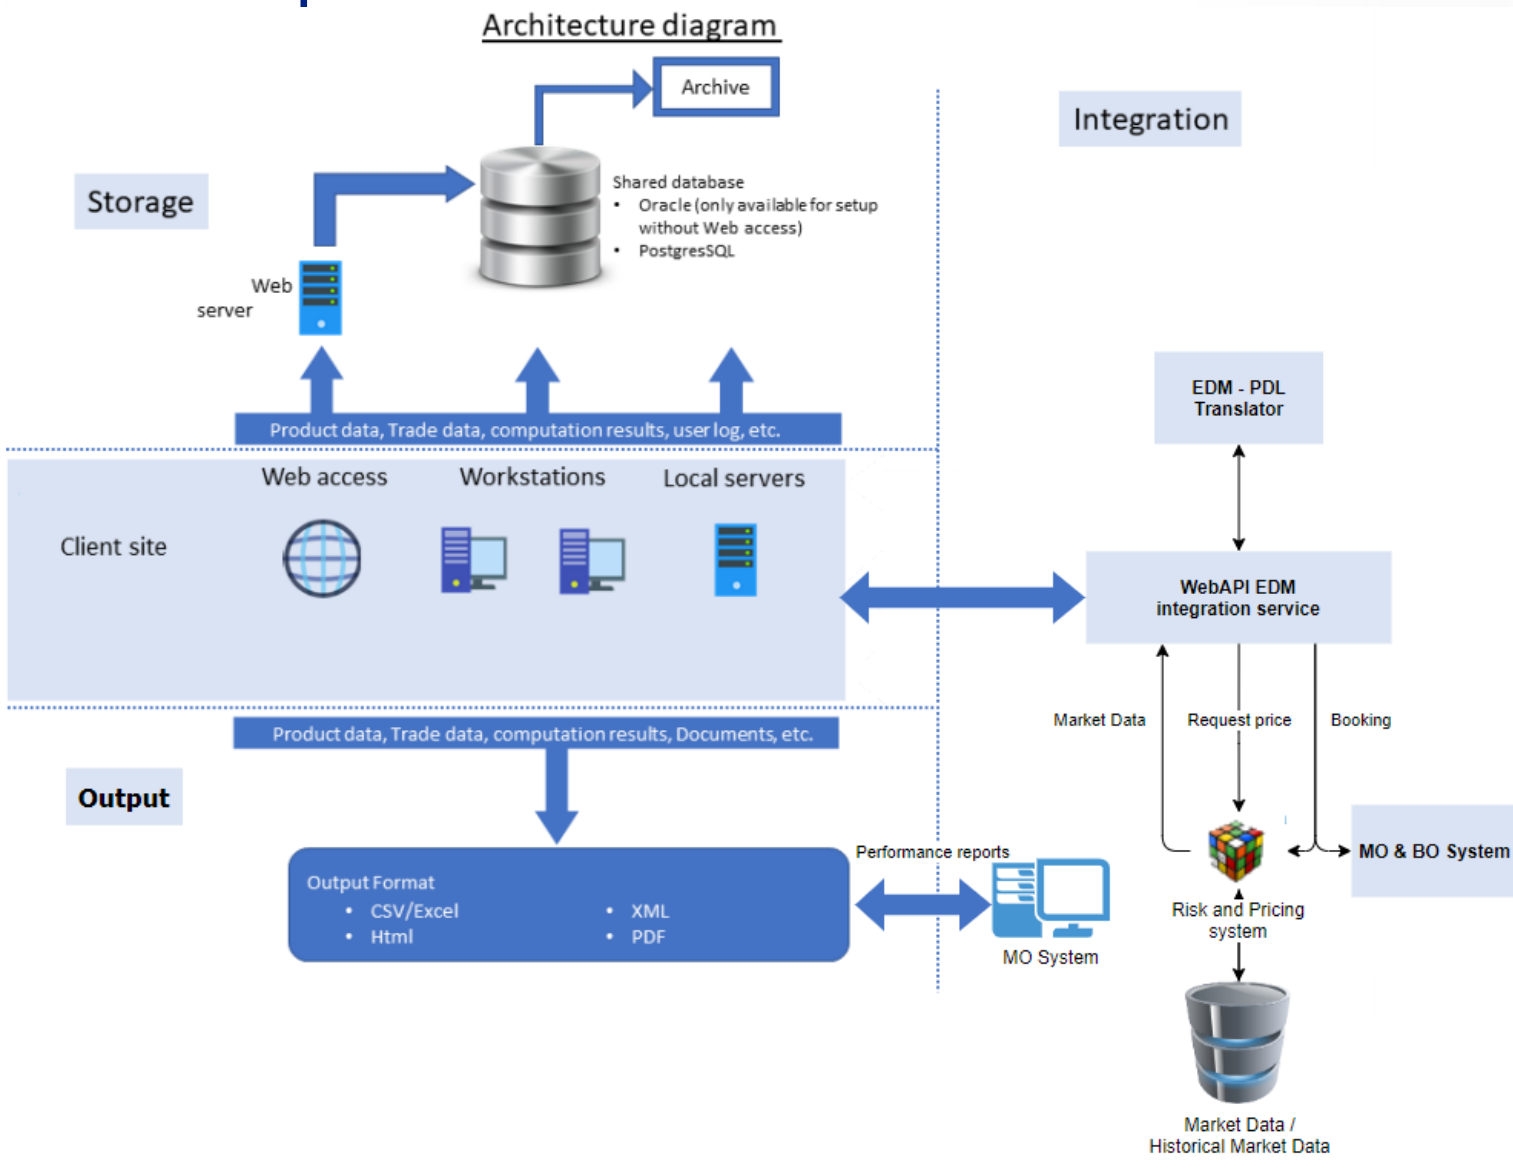 Architecture diagram
Archive
Integration
Storage
Shared database
• Oracle (only available for setup
without Web access)
• PostgresSQL
Web
server
EDM - PDL
Translator
Product data, Trade data, computation results, user log, etc.
Web access
Workstations
Local servers
Client site
WebAPI EDM
integration service
Market Data
Request price
Booking
Product data, Trade data, computation results, Documents, etc.
Output
Performance reports
MO & BO System
Output Format
• CSV/Excel
• XML
• Html
• PDF
Risk and Pricing
system
MO System
Market Data /
Historical Market Data